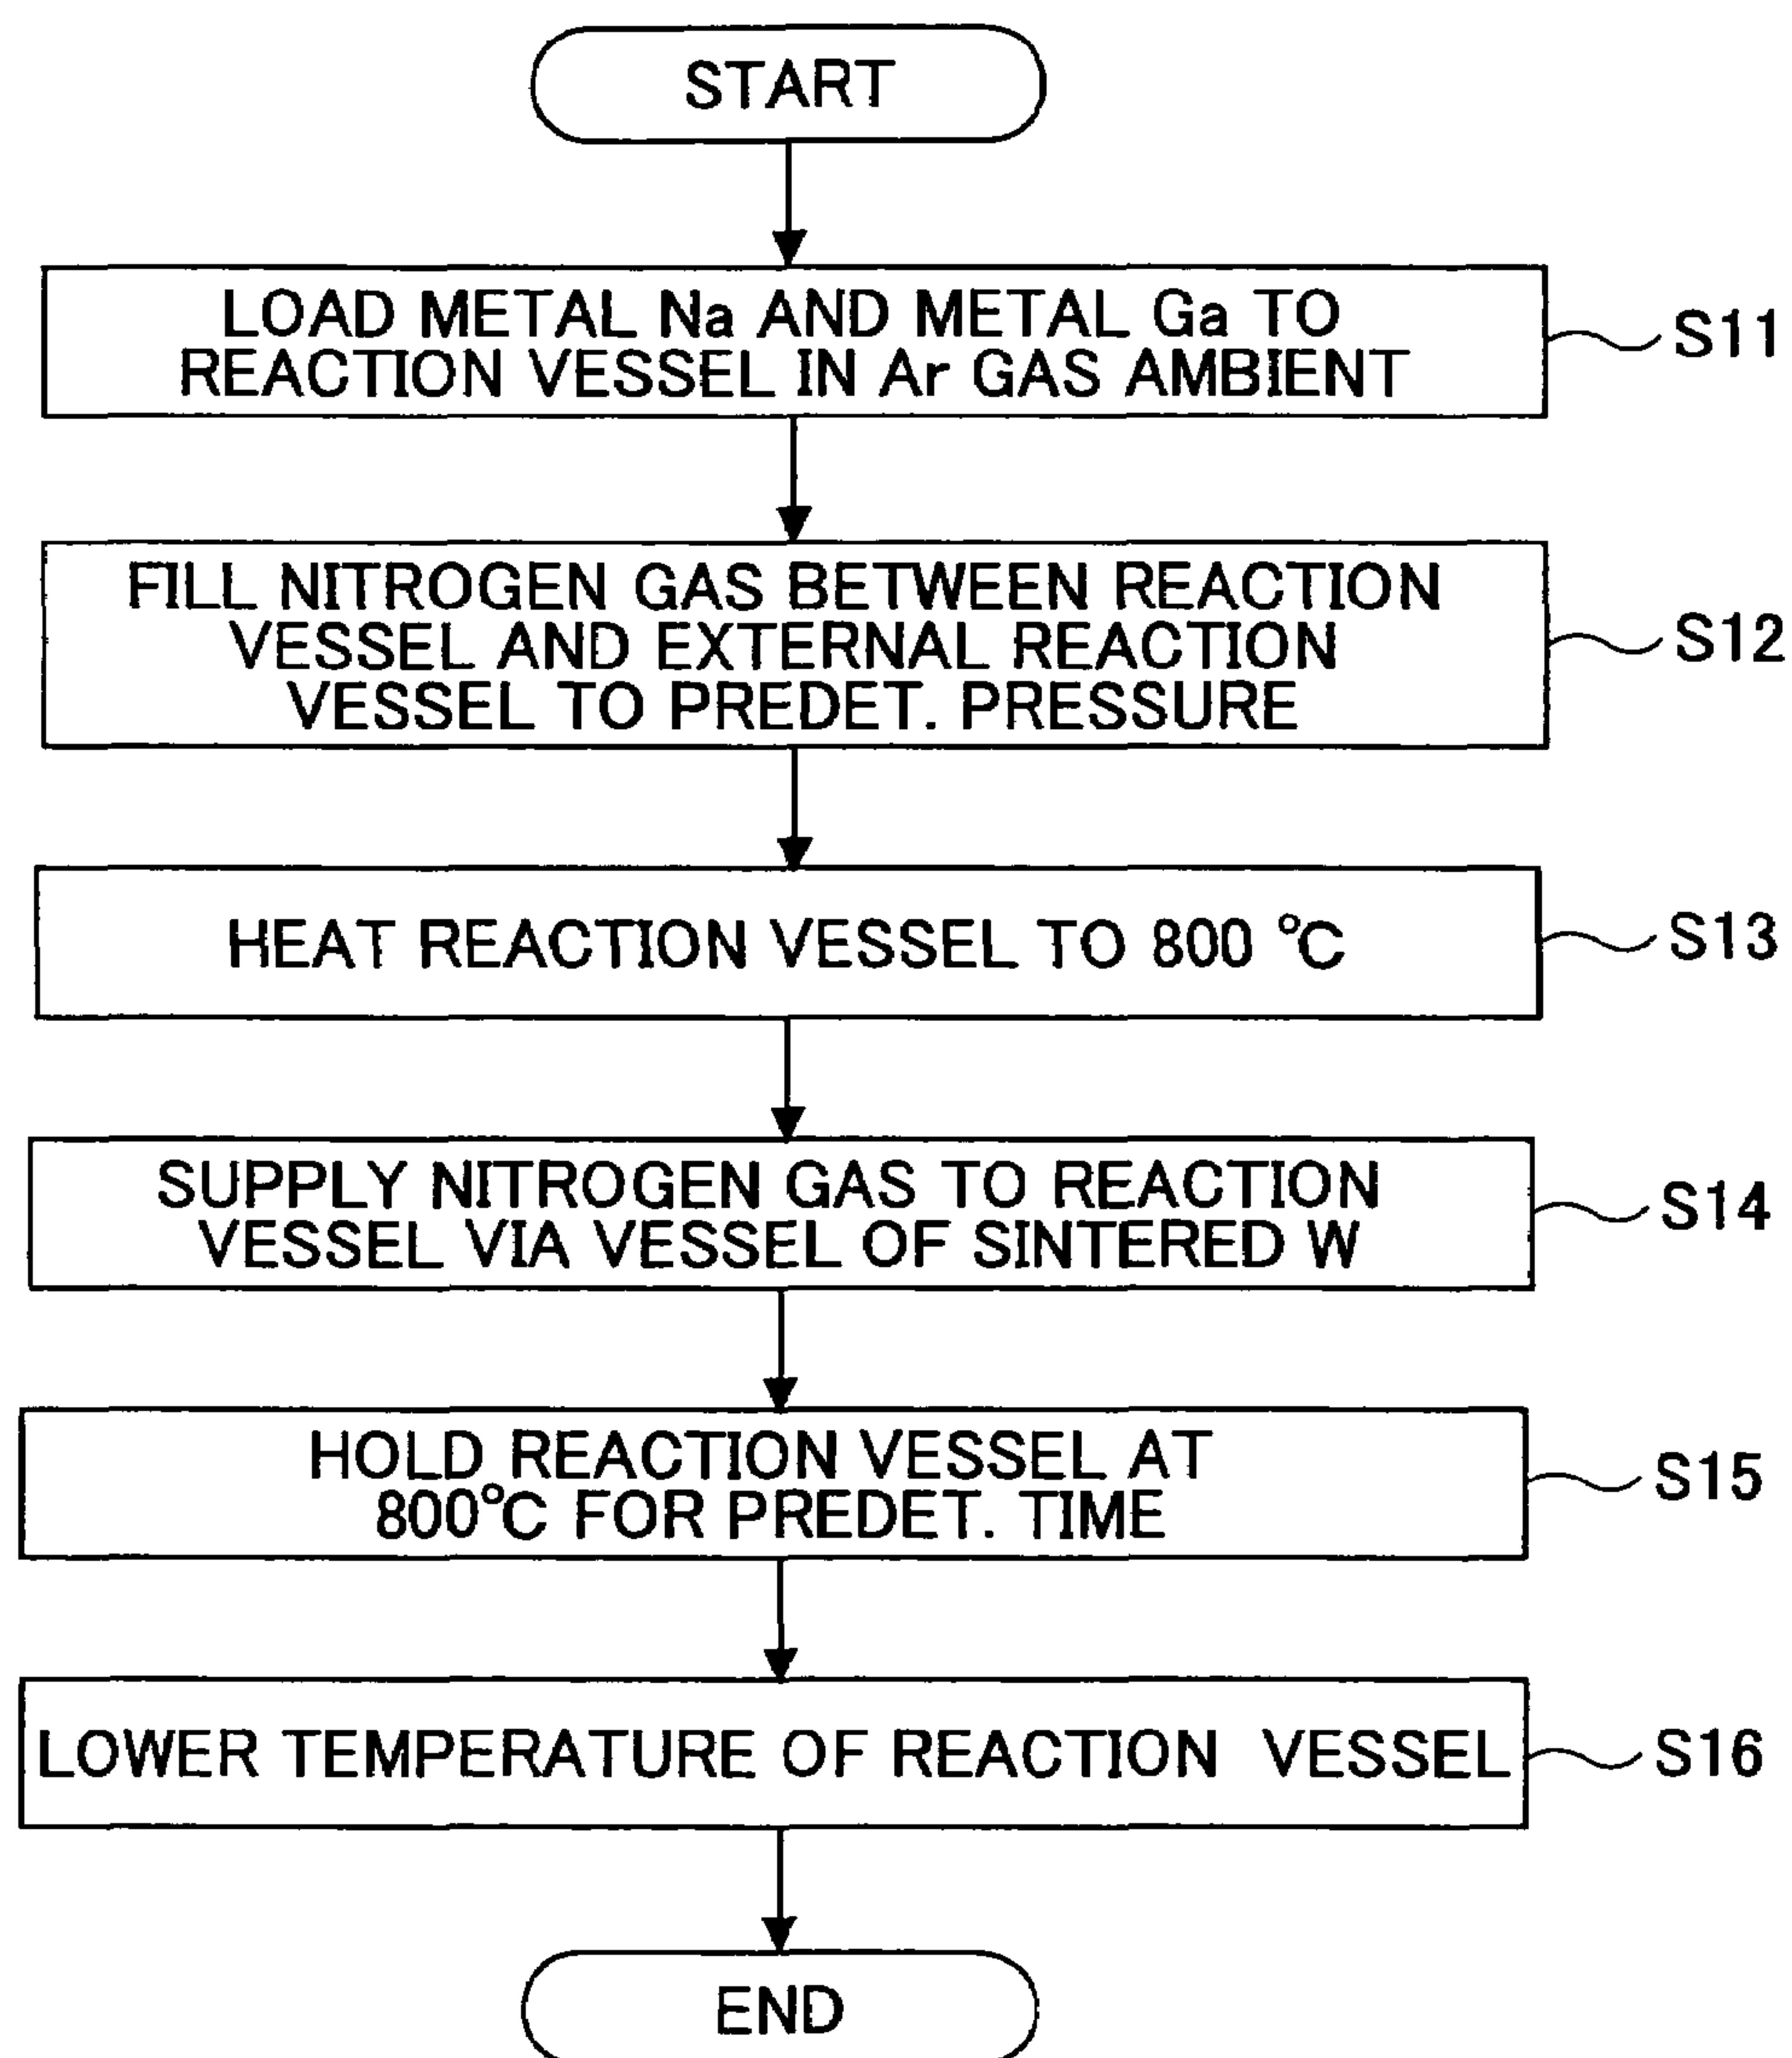 START
LOAD METAL Na AND METAL Ga TO
REACTION VESSEL IN Ar GAS AMBIENT
S11
FILL NITROGEN GAS BETWEEN REACTION
VESSEL AND EXTERNAL REACTION
VESSEL TO PREDET. PRESSURE
S12
HEAT REACTION VESSEL TO 800 °C
S13
SUPPLY NITROGEN GAS TO REACTION
VESSEL VIA VESSEL OF SINTERED W
S14
HOLD REACTION VESSEL AT
800°C FOR PREDET. TIME
S15
LOWER TEMPERATURE OF REACTION VESSEL
S16
END